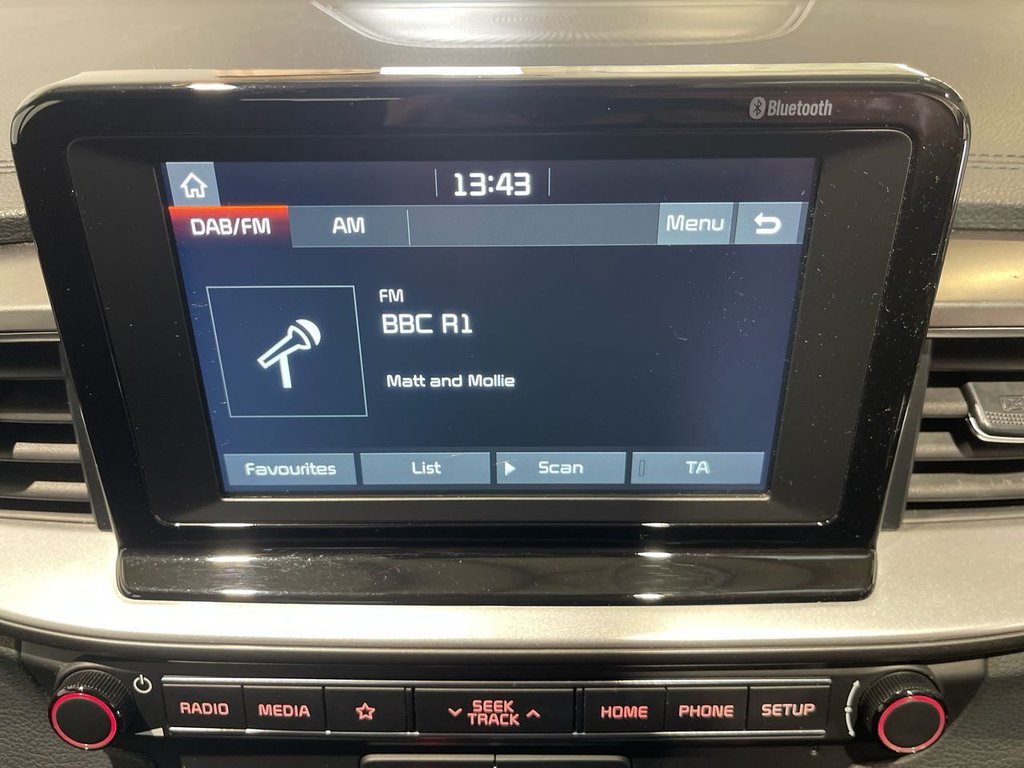 Bluetooth
13:43
DAB/FM AM Menu
FM
BBC R1
Matt and Mollie
Favourites List Scan TA
RADIO MEDIA SEEK TRACK HOME PHONE SETUP